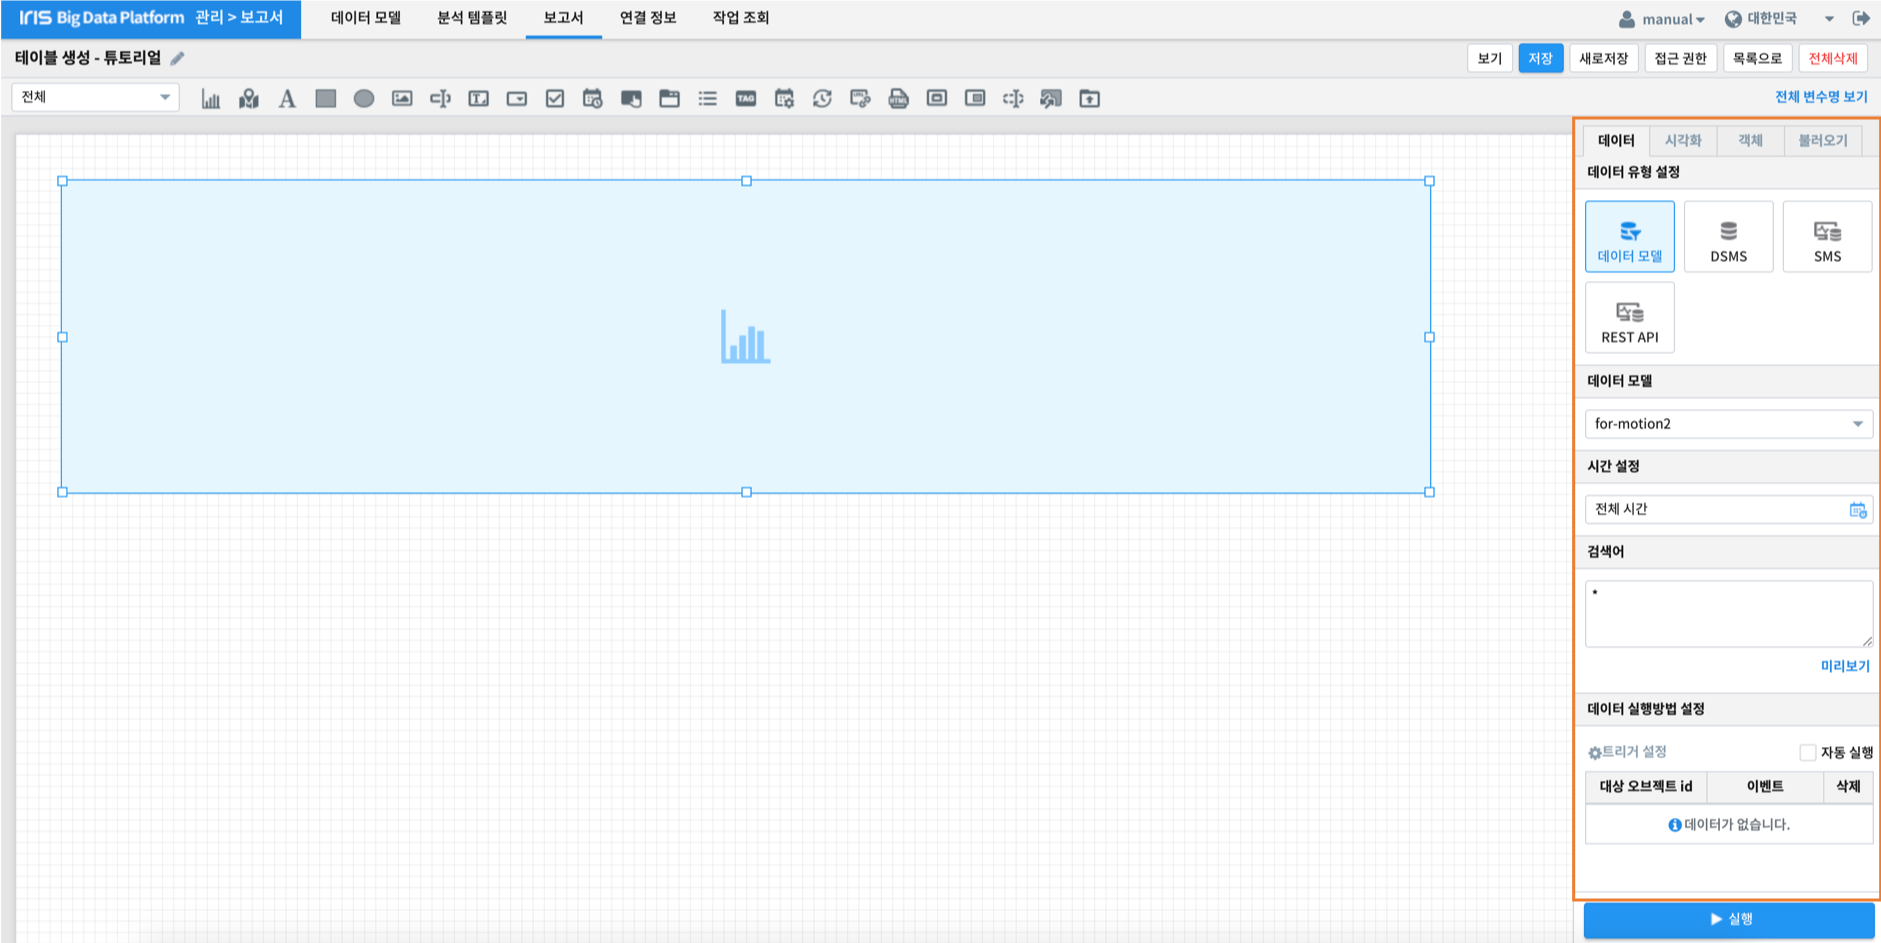 IRIS Big Data Platform 관리 > 보고서 데이터 모델 분석 템플릿 보고서 연결 정보 작업 조회 manual 대한민국
테이블 생성 - 튜토리얼 보기 저장 새로저장 접근 권한 목록으로 전체삭제
전체 A T TAG HTML 전체 변수명 보기
데이터 시각화 객체 불러오기
데이터 유형 설정
데이터 모델 DSMS SMS
REST API
데이터 모델
for-motion2
시간 설정
전체 시간
검색어
*
미리보기
데이터 실행방법 설정
트리거 설정 자동 실행
대상 오브젝트 id 이벤트 삭제
데이터가 없습니다.
실행